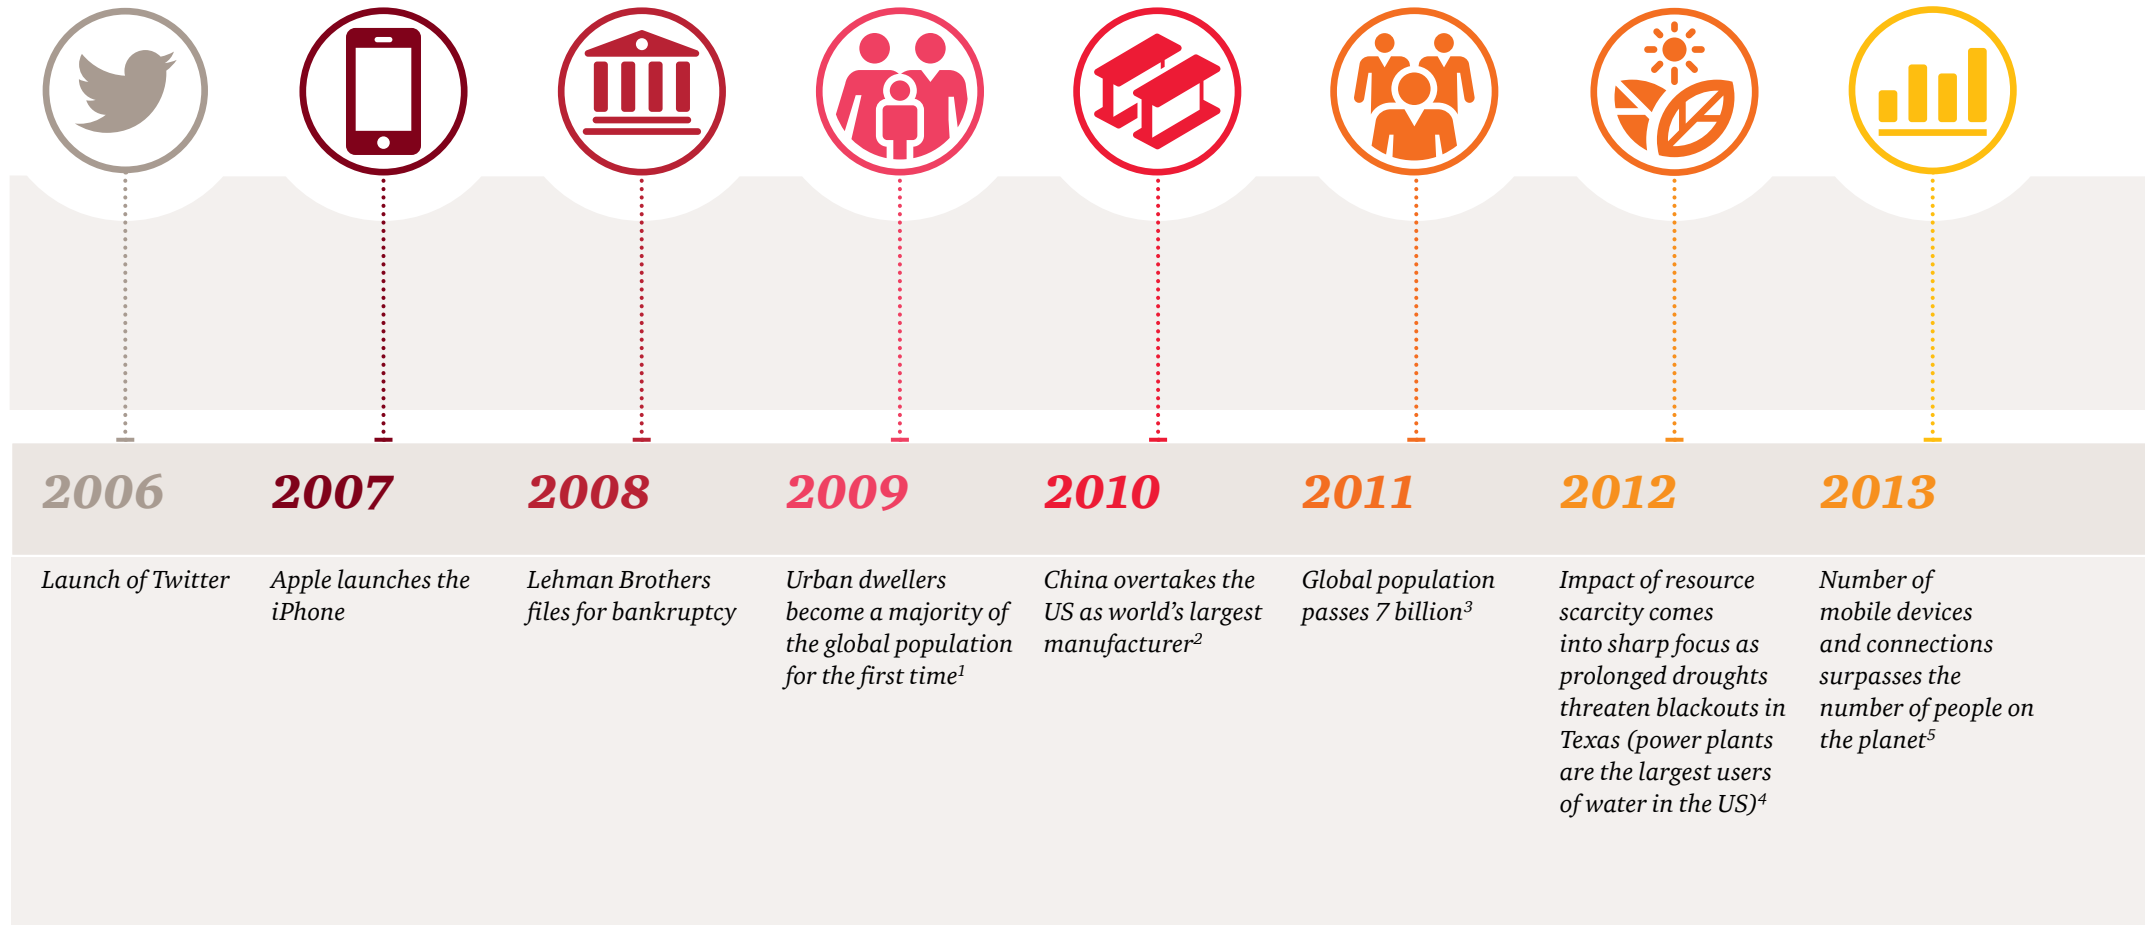 2006
Launch of Twitter
2007
Apple launches the
iPhone
2008
Lehman Brothers
files for bankruptcy
2009
Urban dwellers
become a majority of
the global population
for the first time¹
2010
China overtakes the
US as world’s largest
manufacturer²
2011
Global population
passes 7 billion³
2012
Impact of resource
scarcity comes
into sharp focus as
prolonged droughts
threaten blackouts in
Texas (power plants
are the largest users
of water in the US)⁴
2013
Number of
mobile devices
and connections
surpasses the
number of people on
the planet⁵